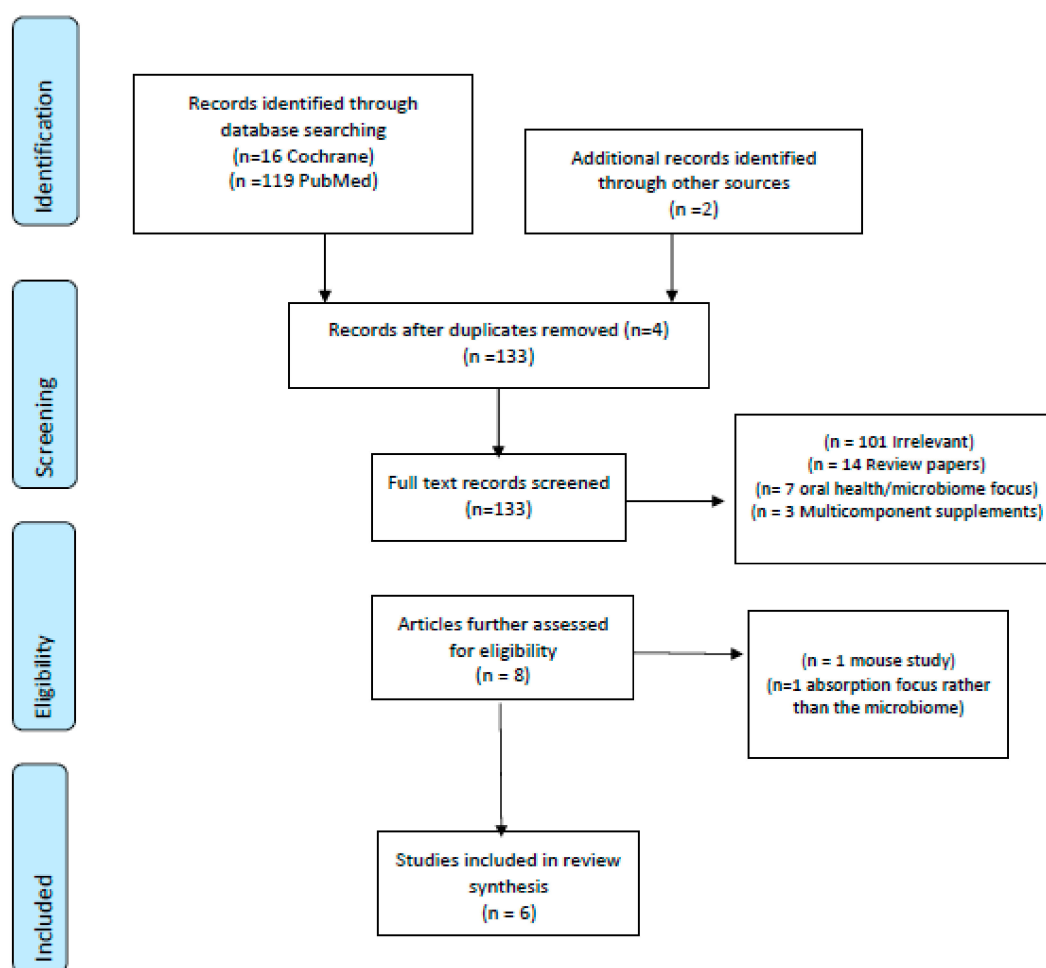 Identification
Records identified through
database searching
(n=16 Cochrane)
(n =119 PubMed)
Additional records identified
through other sources
(n =2)
Screening
Records after duplicates removed (n=4)
(n =133)
Full text records screened
(n=133)
(n = 101 Irrelevant)
(n = 14 Review papers)
(n= 7 oral health/microbiome focus)
(n = 3 Multicomponent supplements)
Eligibility
Articles further assessed
for eligibility
(n = 8)
(n = 1 mouse study)
(n=1 absorption focus rather
than the microbiome)
Included
Studies included in review
synthesis
(n = 6)